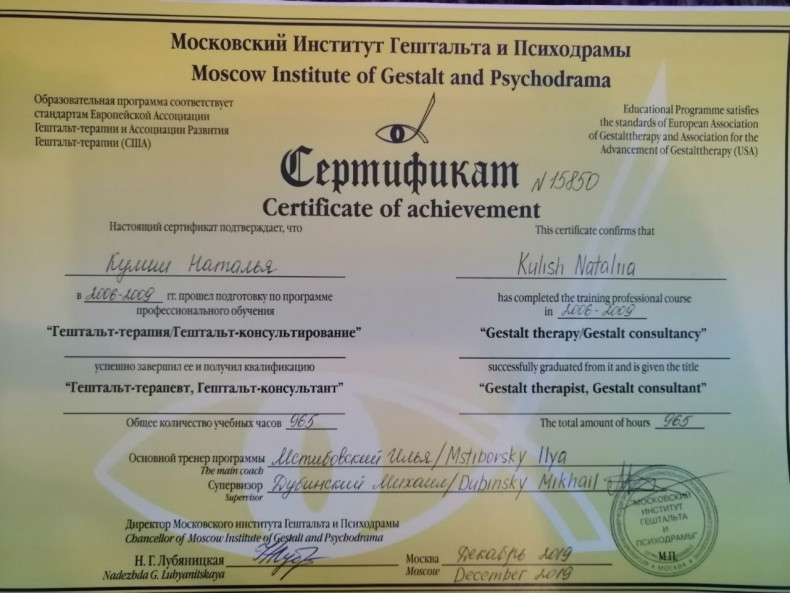 Московский Институт Гештальта и Психодрамы
Moscow Institute of Gestalt and Psychodrama
Образовательная программа соответствует
стандартам Европейской Ассоциации
Гештальт-терапии и Ассоциации Развития
Гештальт-терапии (США)
Educational Programme satisfies
the standards of European Association
of Gestalttherapy and Association for the
Advancement of Gestalttherapy (USA)
Сертификат N 15850
Certificate of achievement
Настоящий сертификат подтверждает, что
Кулиш Наталья
в 2006-2009 гг. прошел подготовку по программе
профессионального обучения
“Гештальт-терапия/Гештальт-консультирование”
успешно завершил ее и получил квалификацию
“Гештальт-терапевт, Гештальт-консультант”
Общее количество учебных часов 965
This certificate confirms that
Kulish Nataliia
has completed the training professional course
in 2006-2009
“Gestalt therapy/Gestalt consultancy”
successfully graduated from it and is given the title
“Gestalt therapist, Gestalt consultant”
The total amount of hours 965
Основной тренер программы Мстибовский Илья/Mstiborsky Ilya
The main coach
Супервизор Дубинский Михаил/Dubinsky Mikhail
Supervisor
Директор Московского института Гештальта и Психодрамы
Chancellor of Moscow Institute of Gestalt and Psychodrama
Н. Г. Лубяницкая
Nadezhda G. Lubyanitskaya
Москва Декабрь 2019
Moscow December 2019
МОСКОВСКИЙ
ИНСТИТУТ
ГЕШТАЛЬТА
И
ПСИХОДРАМЫ
М.П.
МОСКВА